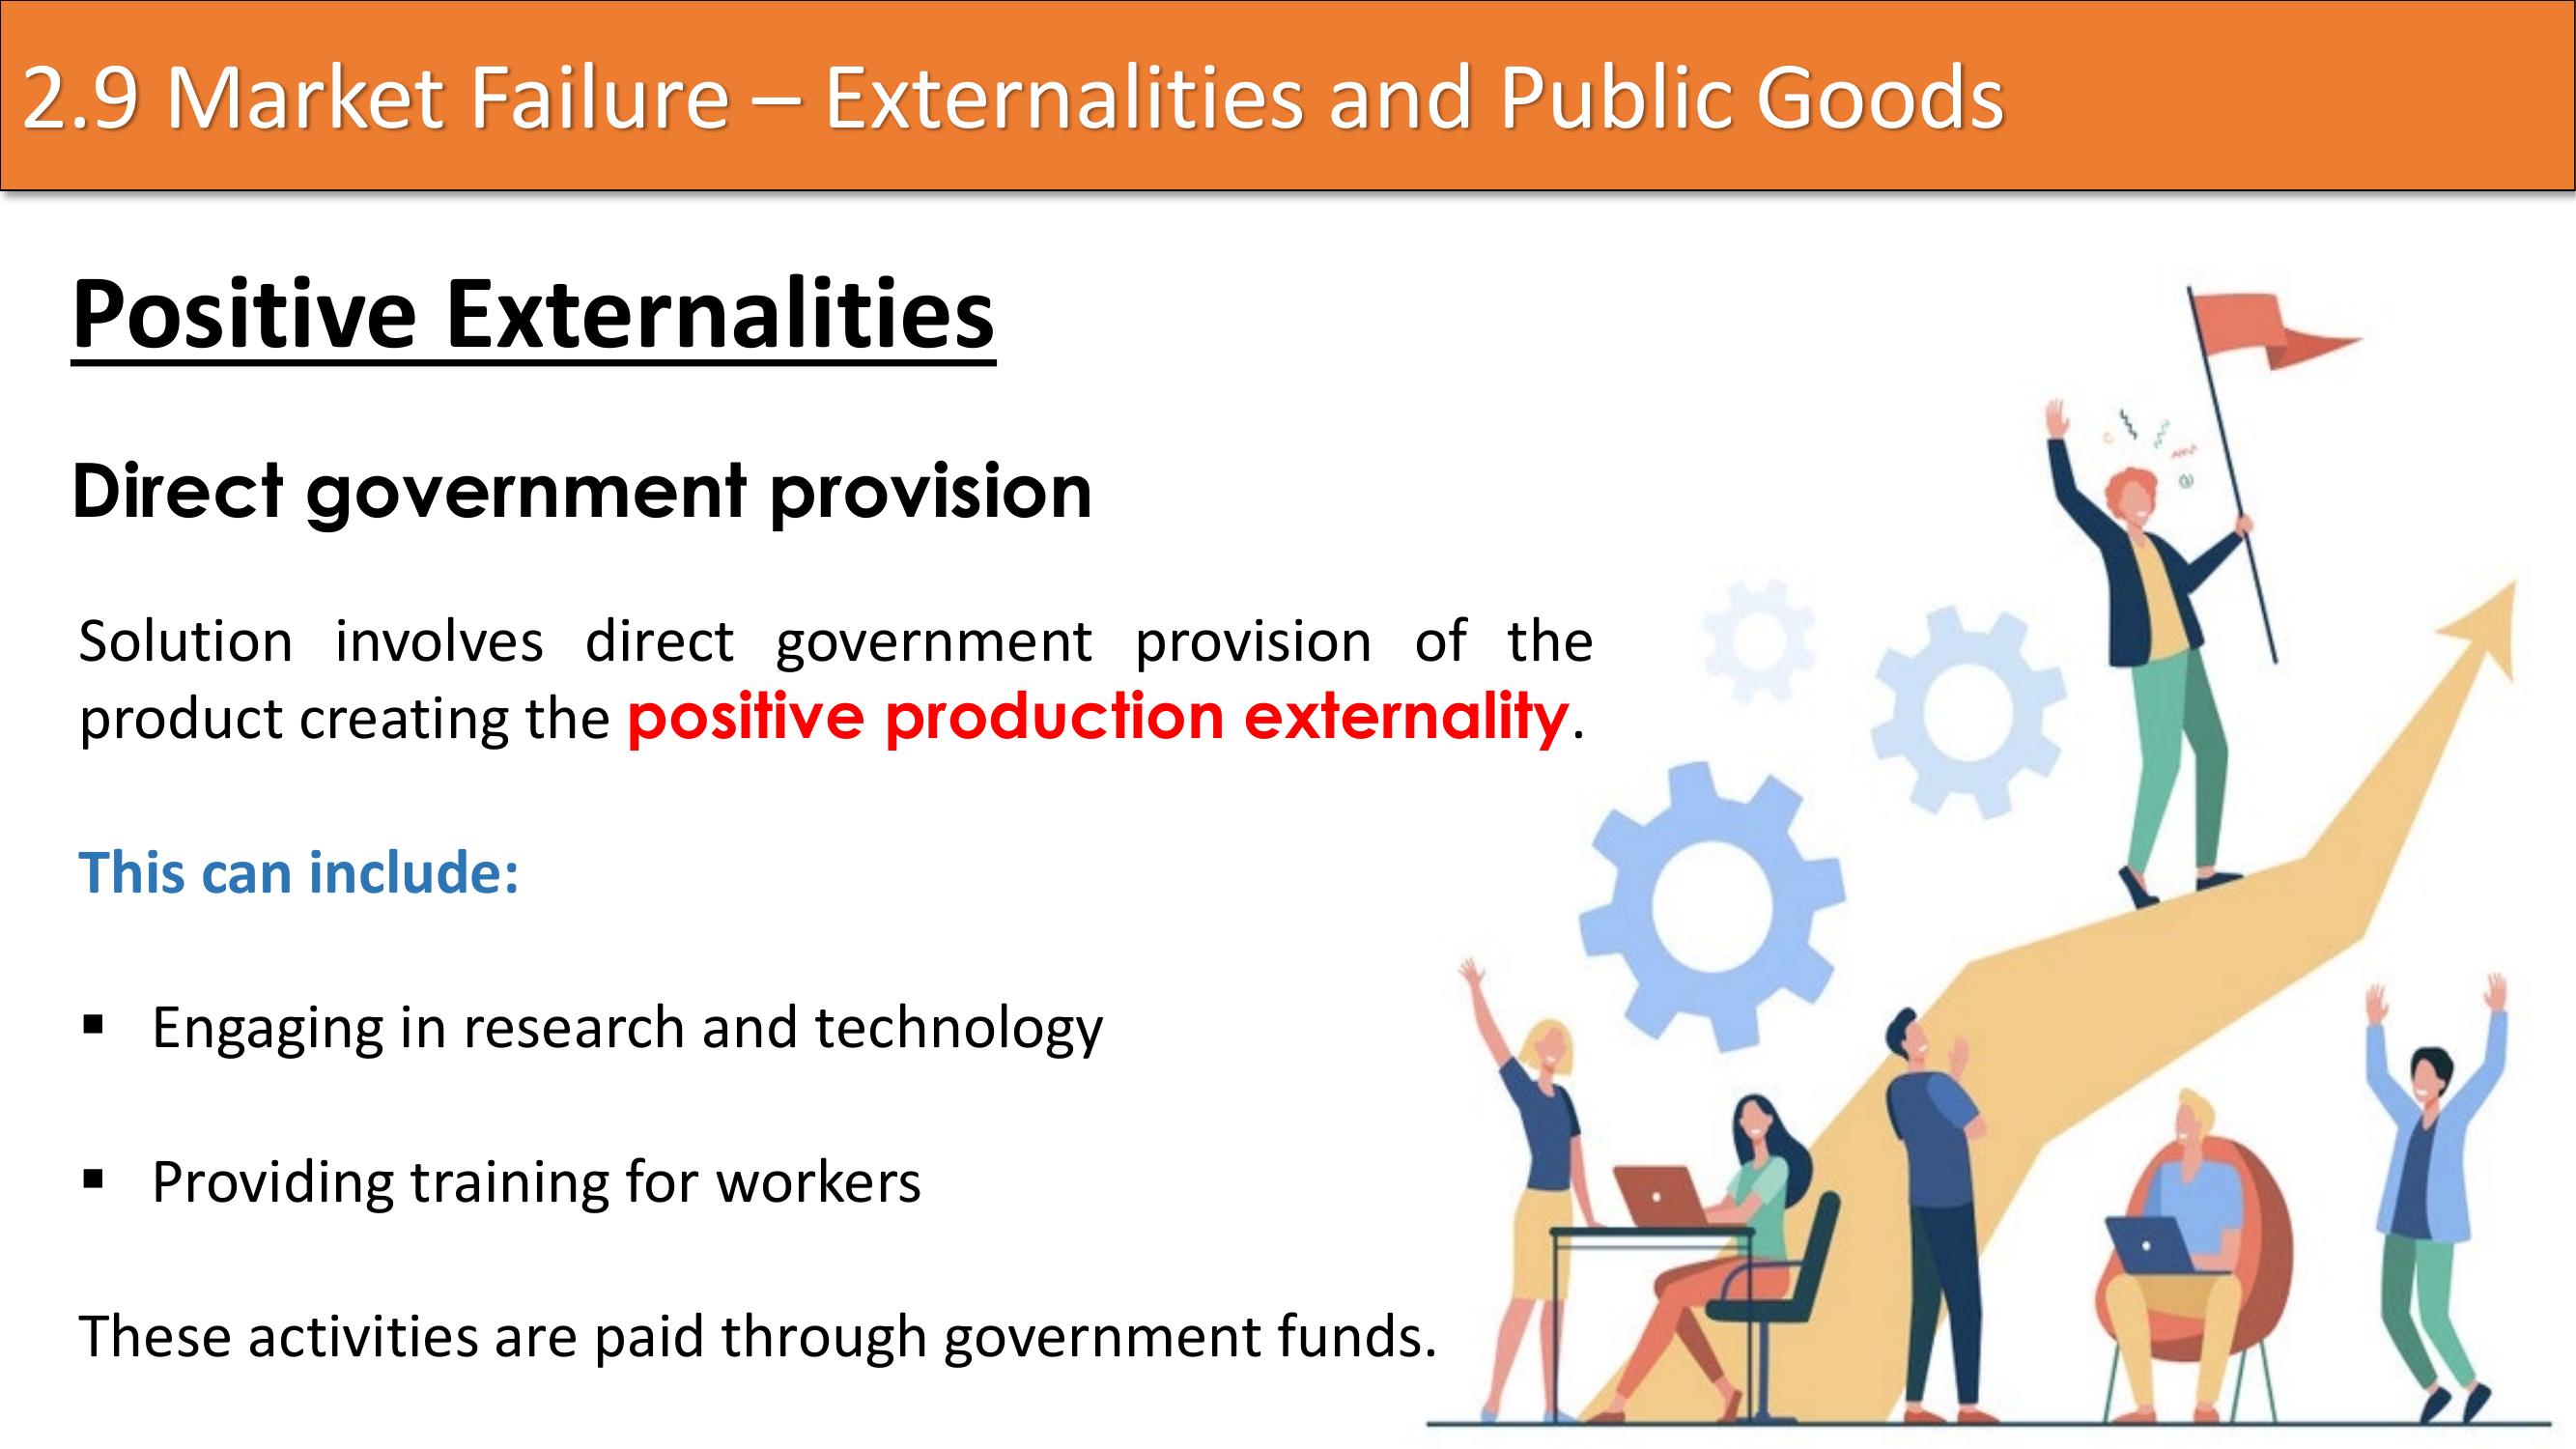 2.9 Market Failure – Externalities and Public Goods
Positive Externalities
Direct government provision
Solution involves direct government provision of the
product creating the positive production externality.
This can include:
▪ Engaging in research and technology
▪ Providing training for workers
These activities are paid through government funds.